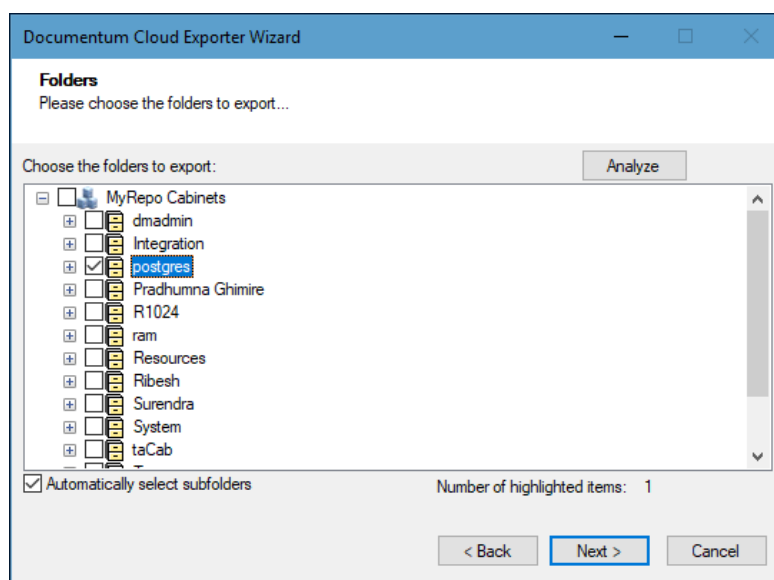 Documentum Cloud Exporter Wizard
Folders
Please choose the folders to export...
Choose the folders to export:
Analyze
MyRepo Cabinets
dmadmin
Integration
postgres
Pradhumna Ghimire
R1024
ram
Resources
Ribesh
Surendra
System
taCab
Automatically select subfolders
Number of highlighted items: 1
< Back
Next >
Cancel